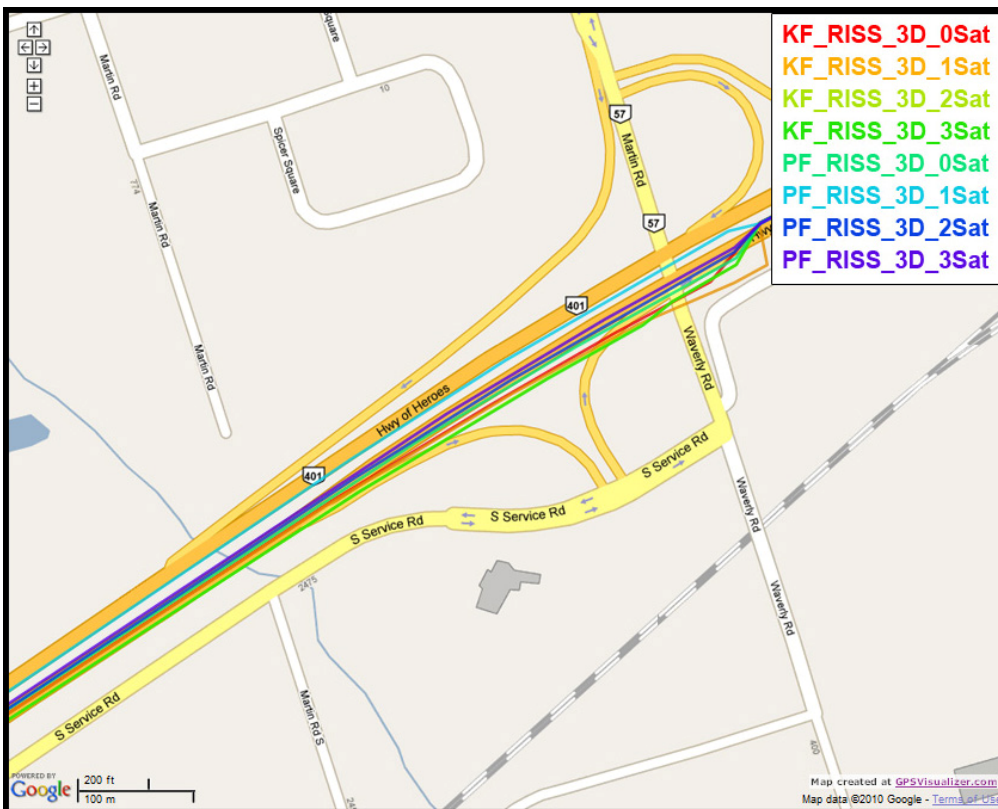 KF_RISS_3D_0Sat
KF_RISS_3D_1Sat
KF_RISS_3D_2Sat
KF_RISS_3D_3Sat
PF_RISS_3D_0Sat
PF_RISS_3D_1Sat
PF_RISS_3D_2Sat
PF_RISS_3D_3Sat
Square
Martin Rd
10
Spicer Square
57
Martin Rd
774
Martin Rd
57
401
Martin Rd
Waverly Rd
Hwy of Heroes
401
S Service Rd
S Service Rd
S Service Rd
Waverly Rd
2475
Waverly Rd
S Service Rd
Martin Rd S
400
POWERED BY
Google
200 ft
100 m
Map created at GPSVisualizer.com
Map data ©2010 Google - Terms of Use